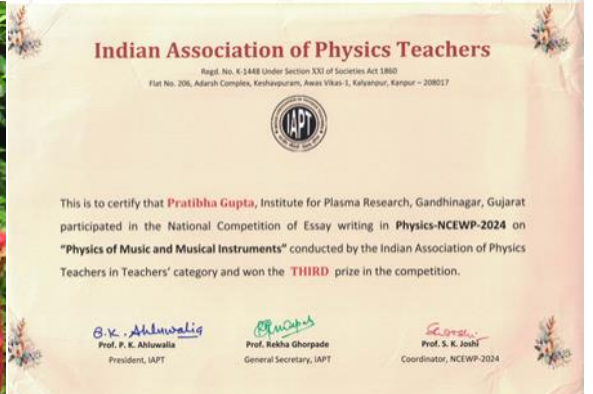 Indian Association of Physics Teachers
Regd. No. K-1448 Under Section XXI of Societies Act 1860
Flat No. 206, Adarsh Complex, Keshavpuram, Awas Vikas-1, Kalyanpur, Kanpur – 208017
IAPT
This is to certify that Pratibha Gupta, Institute for Plasma Research, Gandhinagar, Gujarat
participated in the National Competition of Essay writing in Physics-NCEWP-2024 on
“Physics of Music and Musical Instruments” conducted by the Indian Association of Physics
Teachers in Teachers’ category and won the THIRD prize in the competition.
Prof. P. K. Ahluwalia
President, IAPT
Prof. Rekha Ghorpade
General Secretary, IAPT
Prof. S. K. Joshi
Coordinator, NCEWP-2024